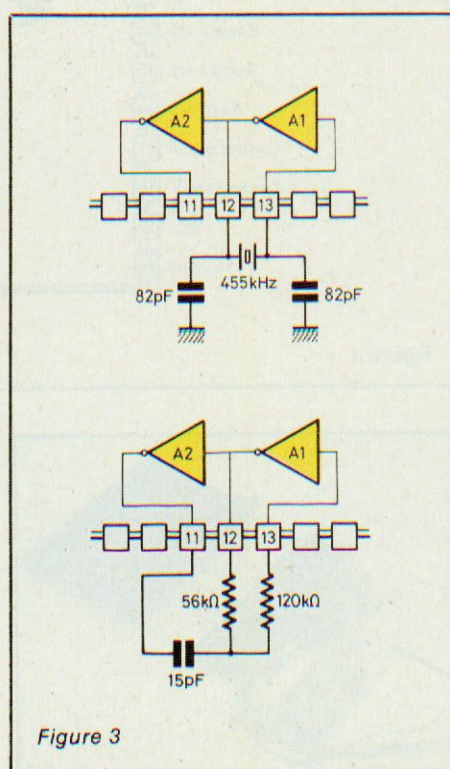 A2 A1
11 12 13
455kHz
82pF 82pF
A2 A1
11 12 13
56kΩ 120kΩ
15pF
Figure 3